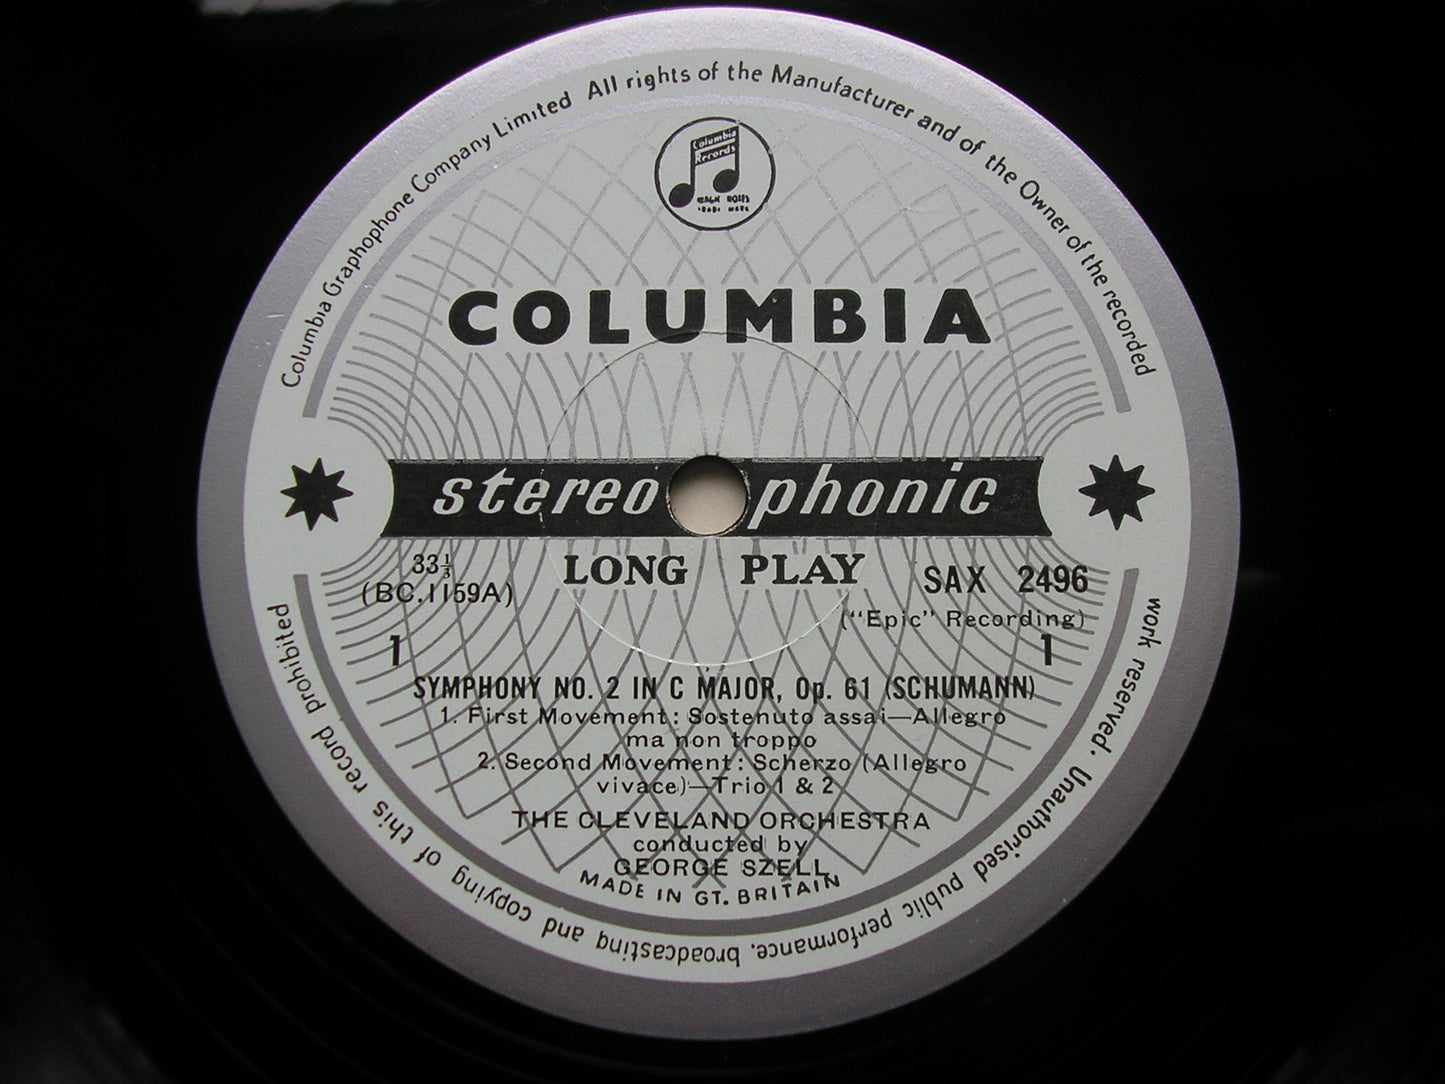 Columbia Graphophone Company Limited All rights of the Manufacturer and of the Owner of the recorded
work reserved. Unauthorised public performance, broadcasting and copying of this record prohibited
Columbia
Records
COLUMBIA
stereophonic
LONG PLAY
33⅓
(BC.1159A)
SAX 2496
("Epic" Recording)
1
1
SYMPHONY NO. 2 IN C MAJOR, Op. 61 (SCHUMANN)
1. First Movement: Sostenuto assai—Allegro
ma non troppo
2. Second Movement: Scherzo (Allegro
vivace)—Trio 1 & 2
THE CLEVELAND ORCHESTRA
conducted by
GEORGE SZELL
MADE IN GT. BRITAIN